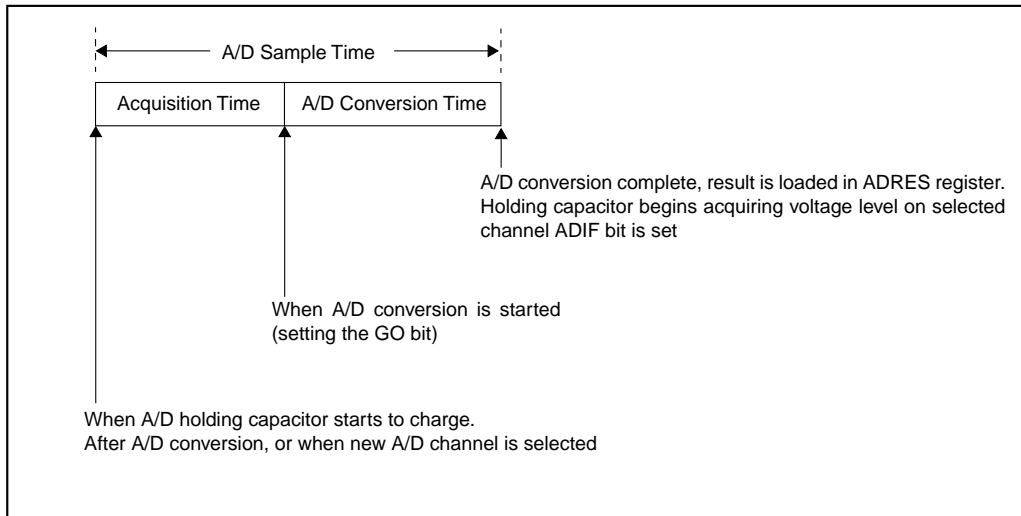 A/D Sample Time
Acquisition Time
A/D Conversion Time
A/D conversion complete, result is loaded in ADRES register.
Holding capacitor begins acquiring voltage level on selected
channel ADIF bit is set
When A/D conversion is started
(setting the GO bit)
When A/D holding capacitor starts to charge.
After A/D conversion, or when new A/D channel is selected